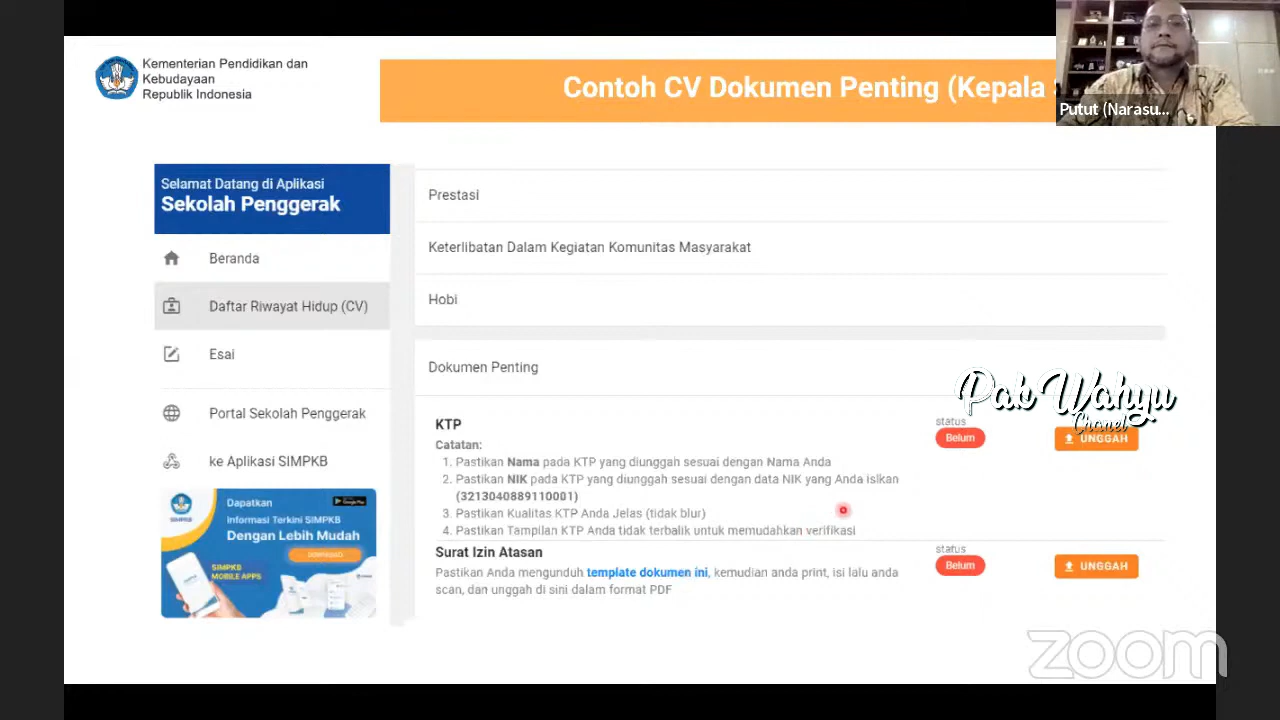 Kementerian Pendidikan dan
Kebudayaan
Republik Indonesia
Contoh CV Dokumen Penting (Kepala
Putut (Narasu...
Selamat Datang di Aplikasi
Sekolah Penggerak
Beranda
Daftar Riwayat Hidup (CV)
Esai
Portal Sekolah Penggerak
ke Aplikasi SIMPKB
Dapatkan
Informasi Terkini SIMPKB
Dengan Lebih Mudah
SIMPKB
MOBILE APPS
Prestasi
Keterlibatan Dalam Kegiatan Komunitas Masyarakat
Hobi
Dokumen Penting
Pak Wahyu
Chanel
KTP
status
Belum
UNGGAH
Catatan:
1. Pastikan Nama pada KTP yang diunggah sesuai dengan Nama Anda
2. Pastikan NIK pada KTP yang diunggah sesuai dengan data NIK yang Anda isikan
(3213040889110001)
3. Pastikan Kualitas KTP Anda Jelas (tidak blur)
4. Pastikan Tampilan KTP Anda tidak terbalik untuk memudahkan verifikasi
Surat Izin Atasan
status
Belum
UNGGAH
Pastikan Anda mengunduh template dokumen ini, kemudian anda print, isi lalu anda
scan, dan unggah di sini dalam format PDF
zoom